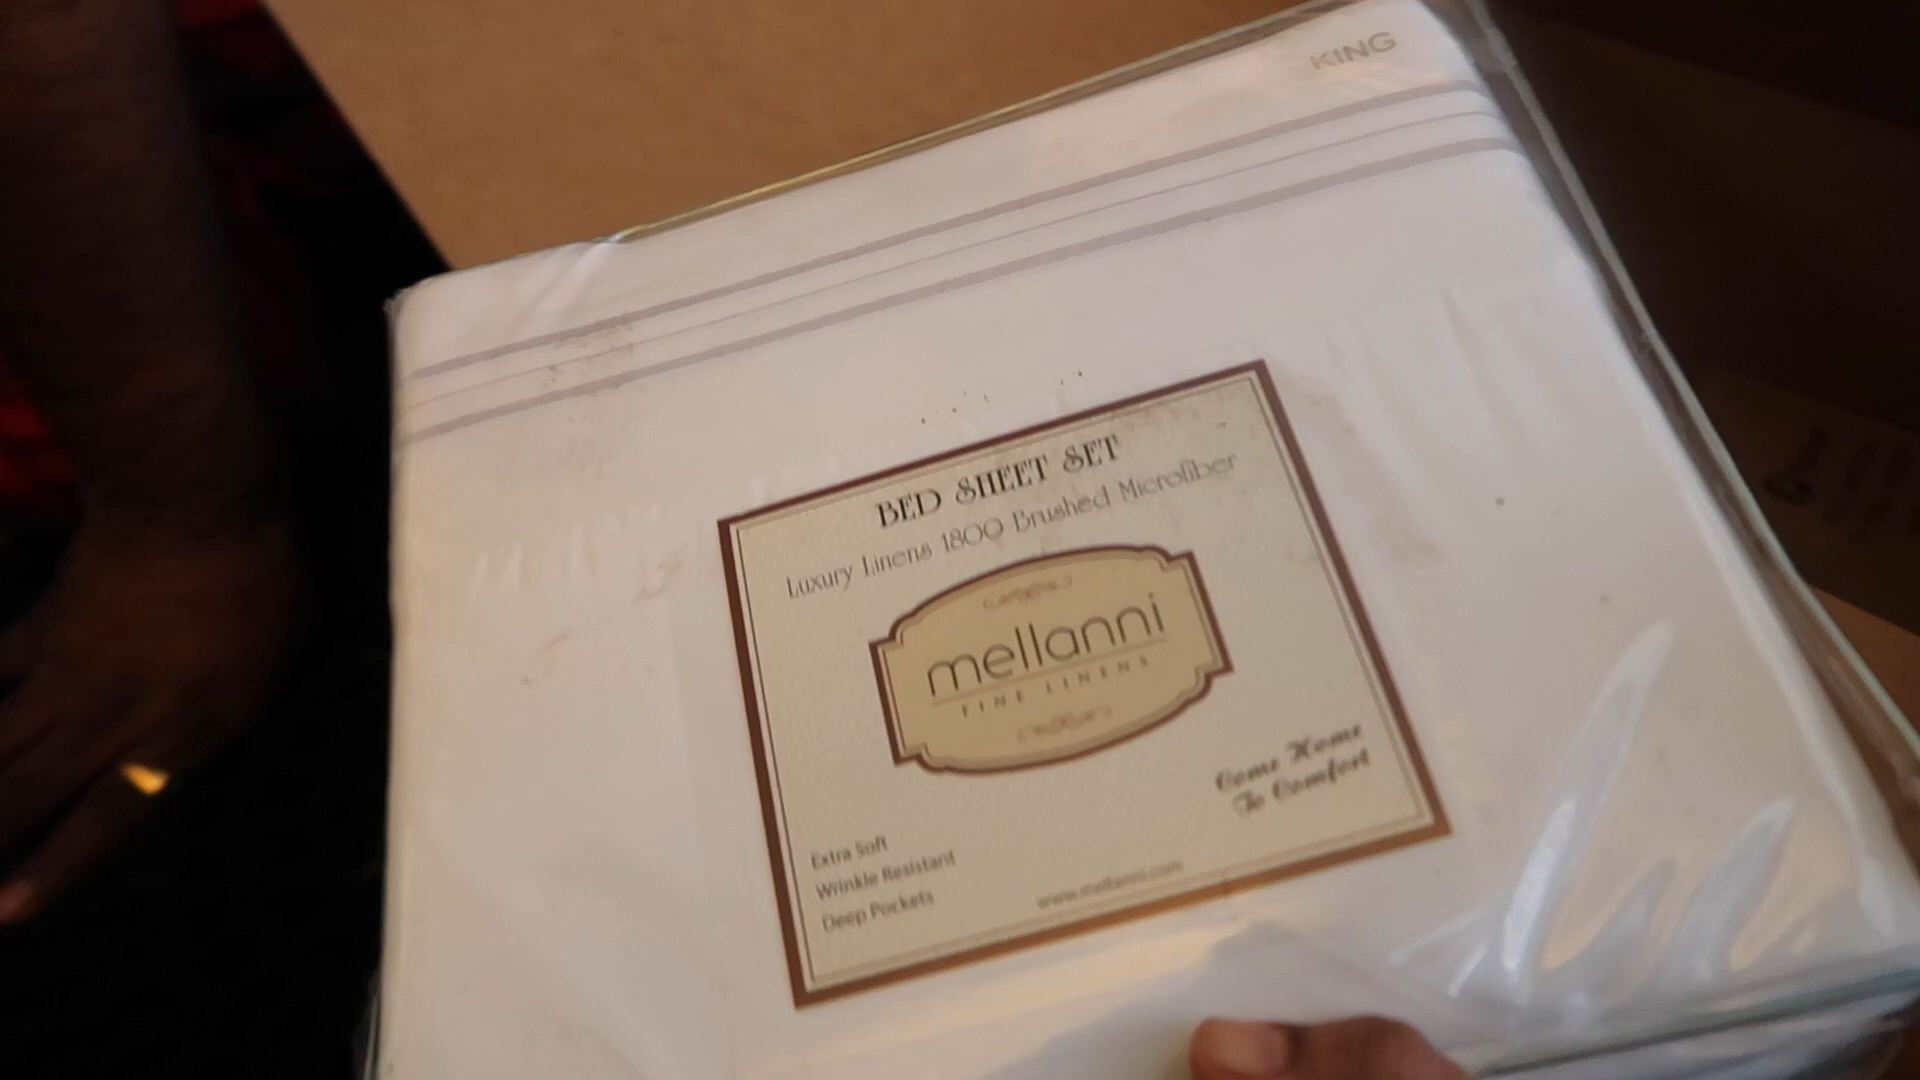 KING
BED SHEET SET
Luxury Linens 1800 Brushed Microfiber
mellanni
FINE LINENS
Come Home
To Comfort
Extra Soft
Wrinkle Resistant
Deep Pockets
www.mellanni.com